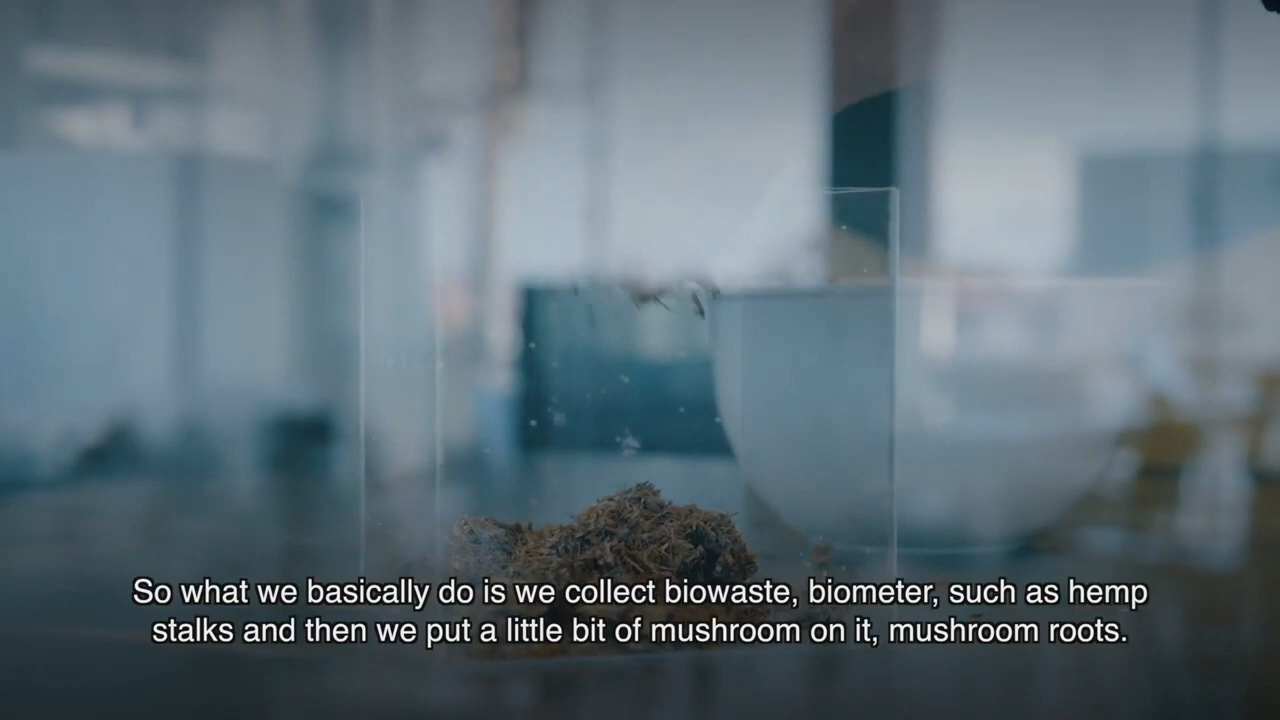 So what we basically do is we collect biowaste, biometer, such as hemp
stalks and then we put a little bit of mushroom on it, mushroom roots.